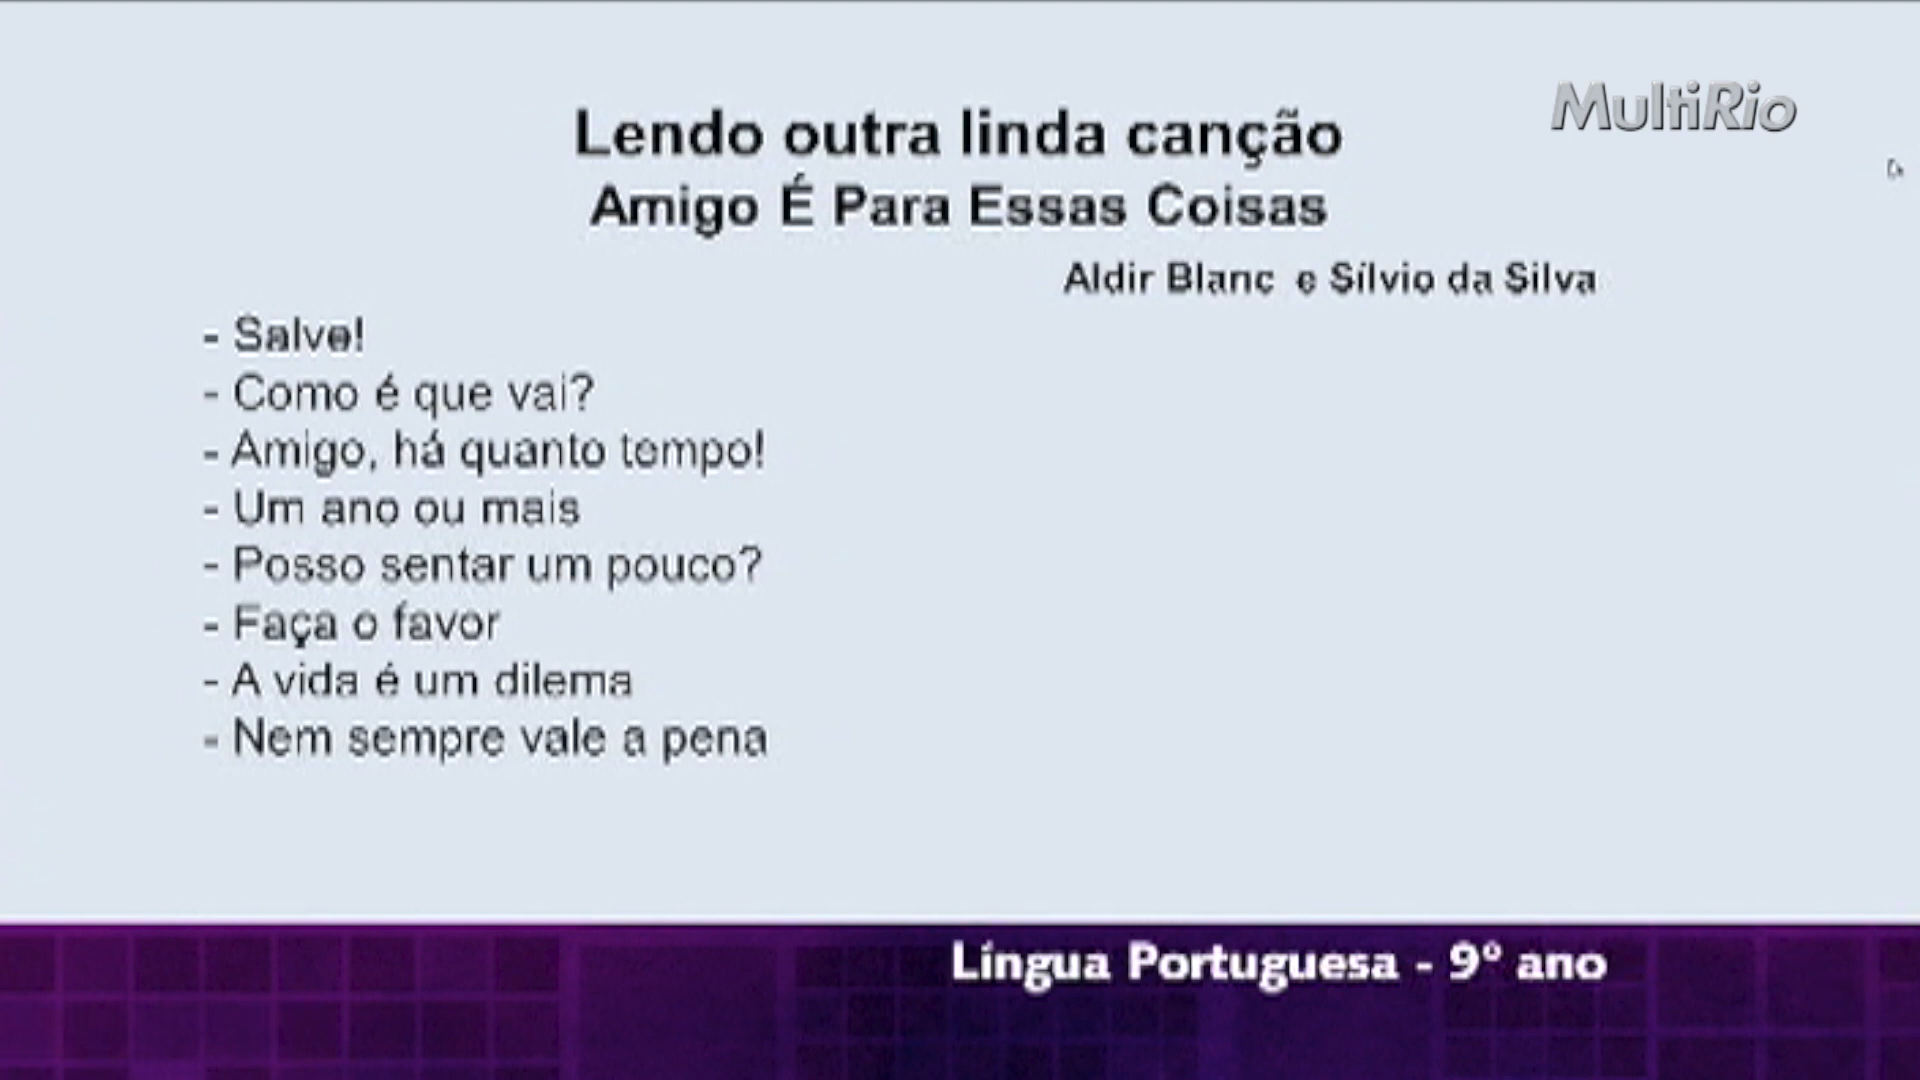 MultiRio
Lendo outra linda canção
Amigo É Para Essas Coisas
Aldir Blanc e Sílvio da Silva
- Salve!
- Como é que vai?
- Amigo, há quanto tempo!
- Um ano ou mais
- Posso sentar um pouco?
- Faça o favor
- A vida é um dilema
- Nem sempre vale a pena
Língua Portuguesa - 9º ano